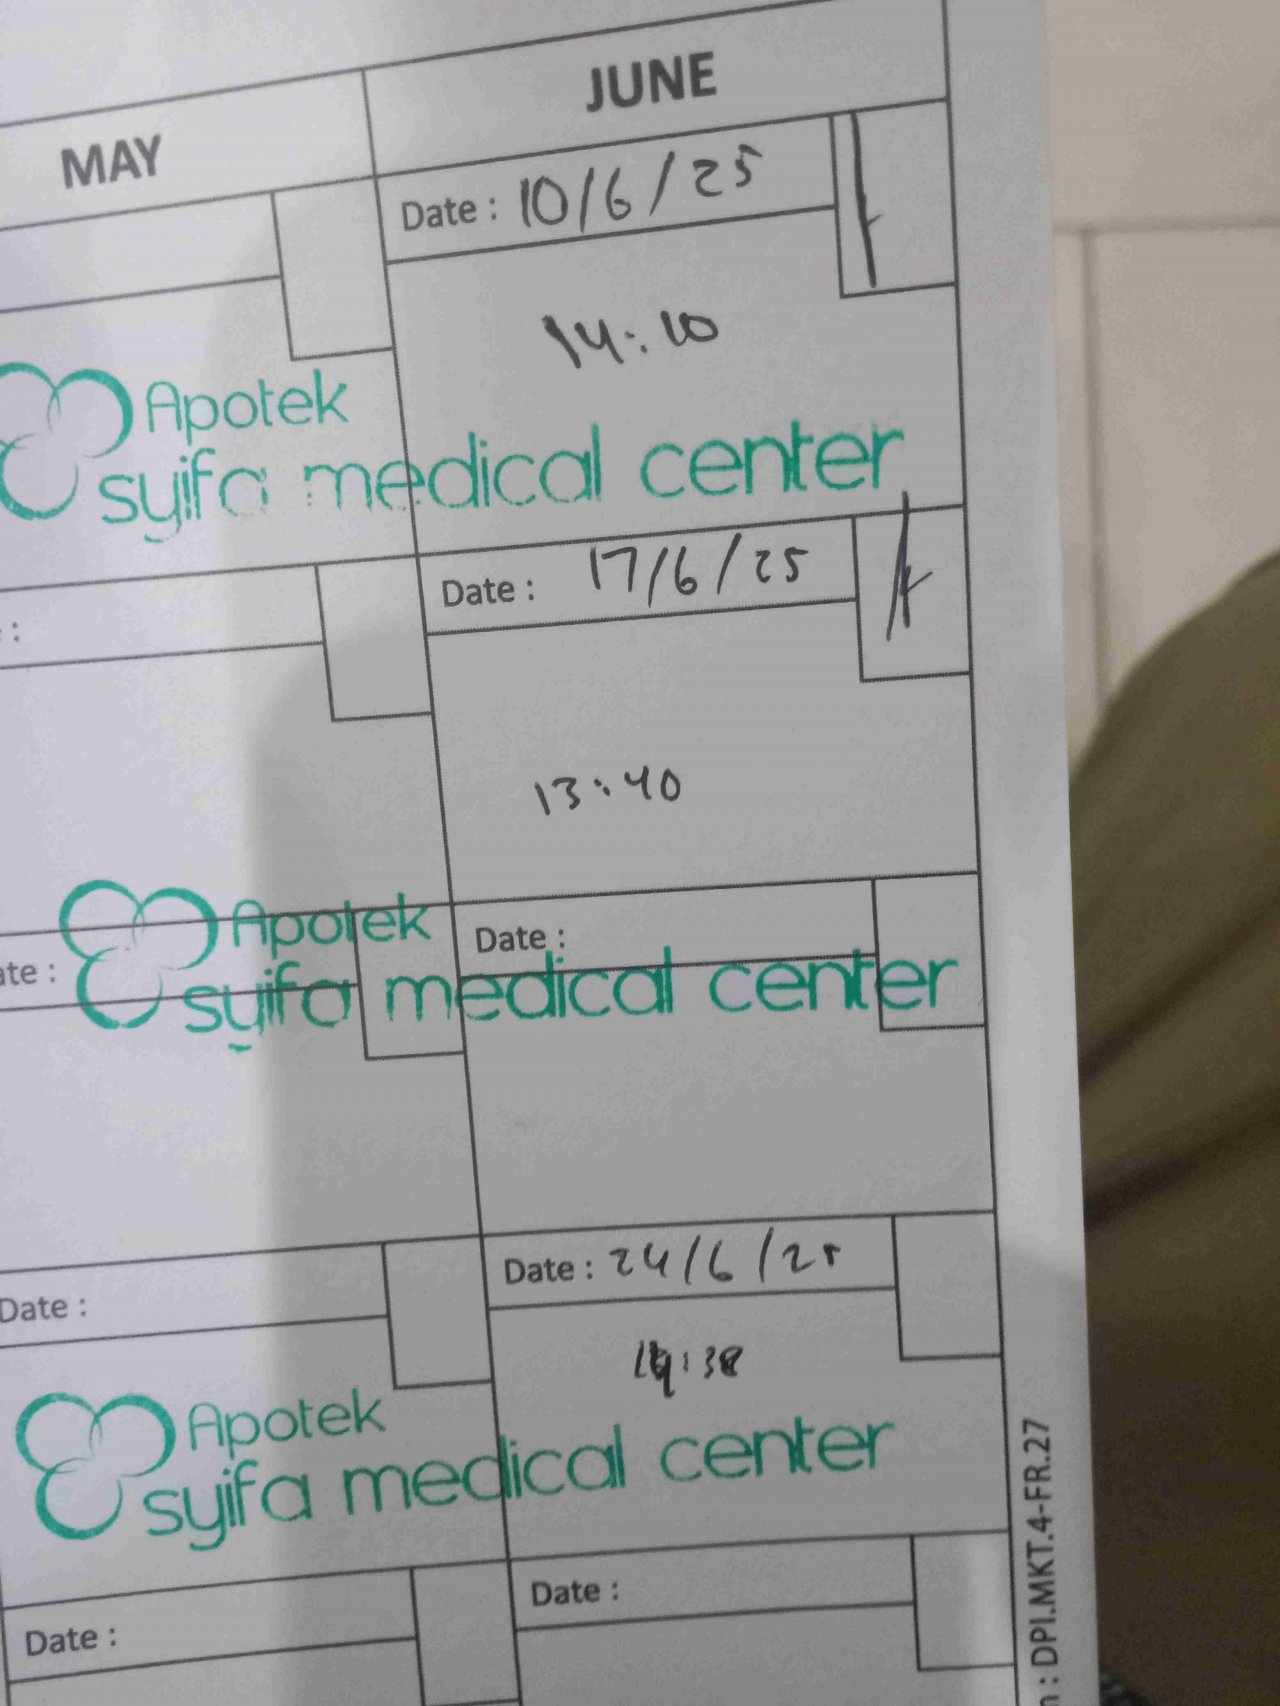 MAY
JUNE
Date : 10/6/25
14:10
Apotek
syifa medical center
:
Date : 17/6/25
13:40
Apotek
ate :
Date :
syifa medical center
Date :
Date : 24/6/25
Apotek
syifa medical center
Date :
Date :
: DPI.MKT.4-FR.27